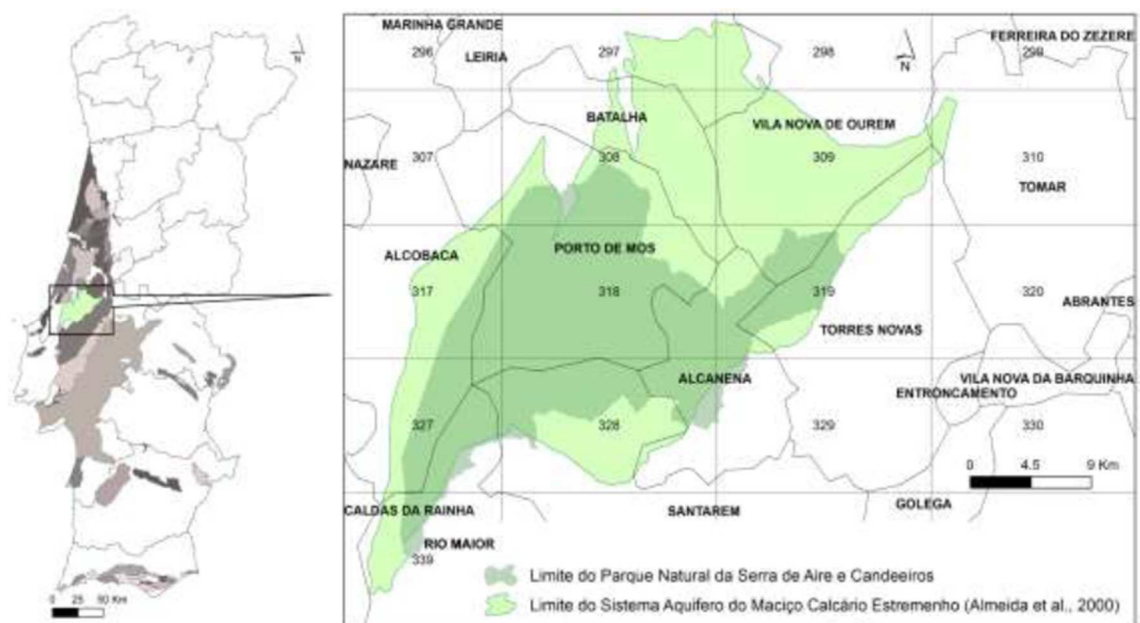 MARINHA GRANDE
296
LEIRIA
297
298
FERREIRA DO ZEZERE
299
N
N
BATALHA
VILA NOVA DE OUREM
NAZARE
307
308
309
310
TOMAR
ALCOBACA
PORTO DE MOS
317
318
319
320
ABRANTES
TORRES NOVAS
ALCANENA
VILA NOVA DA BARQUINHA
ENTRONCAMENTO
327
328
329
330
0 4.5 9 Km
CALDAS DA RAINHA
SANTAREM
GOLEGA
RIO MAIOR
339
Limite do Parque Natural da Serra de Aire e Candeeiros
Limite do Sistema Aquifero do Maciço Calcário Estremenho (Almeida et al., 2000)
0 25 50 Km